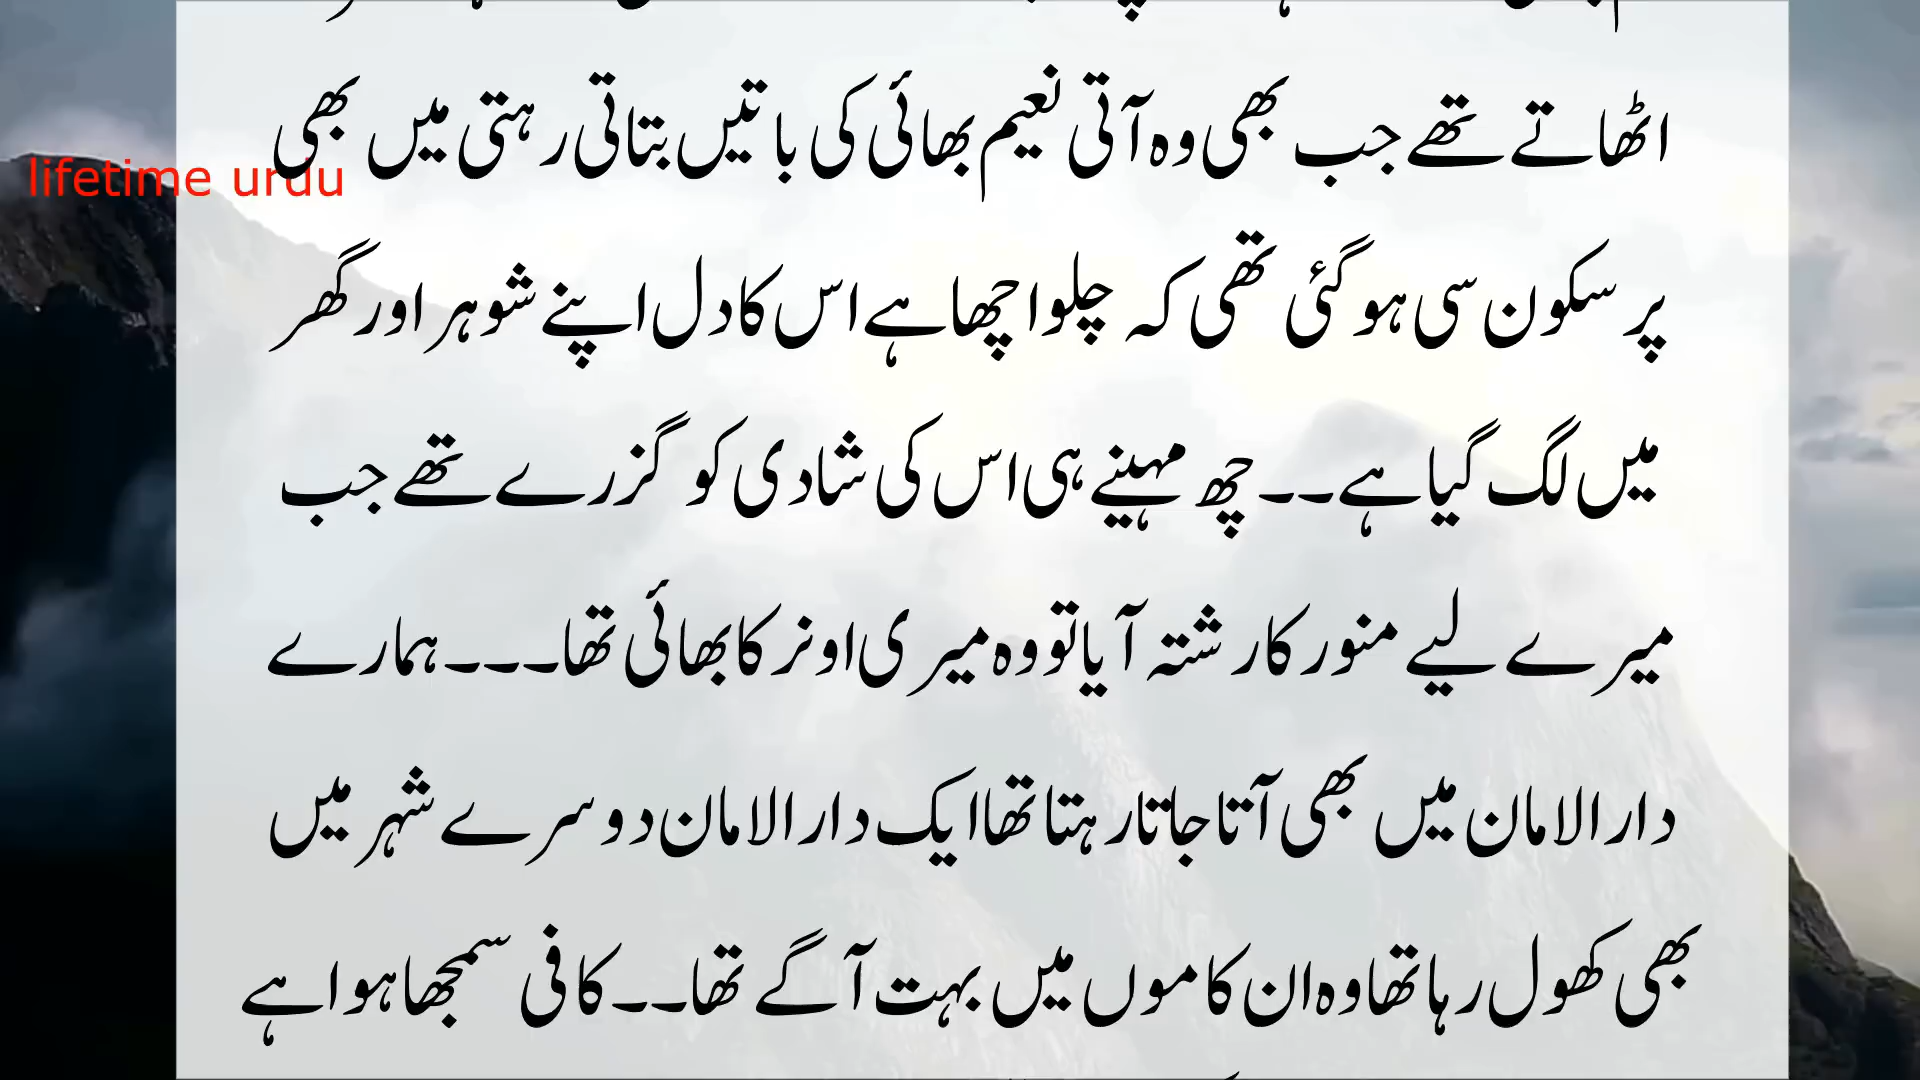 اٹھاتے تھے جب بھی وہ آتی نعیم بھائی کی باتیں بتاتی رہتی میں بھی
lifetime urdu
پر سکون سی ہو گئی تھی کہ چلو اچھا ہے اس کا دل اپنے شوہر اور گھر
میں لگ گیا ہے۔۔ چھ مہینے ہی اس کی شادی کو گزرے تھے جب
میرے لیے منور کا رشتہ آیا تو وہ میری اونر کا بھائی تھا۔۔۔ ہمارے
دارالامان میں بھی آتا جاتا رہتا تھا ایک دارالامان دوسرے شہر میں
بھی کھول رہا تھا وہ ان کاموں میں بہت آگے تھا۔۔ کافی سمجھا ہوا ہے